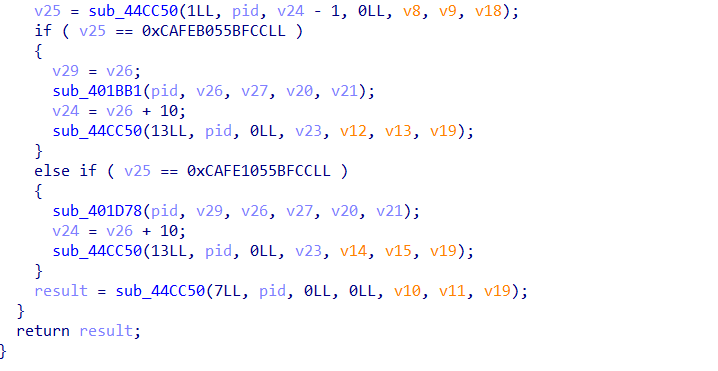 v25 = sub_44CC50(1LL, pid, v24 - 1, 0LL, v8, v9, v18);
if ( v25 == 0xCAFEB055BFCCLL )
{
v29 = v26;
sub_401BB1(pid, v26, v27, v20, v21);
v24 = v26 + 10;
sub_44CC50(13LL, pid, 0LL, v23, v12, v13, v19);
}
else if ( v25 == 0xCAFE1055BFCCLL )
{
sub_401D78(pid, v29, v26, v27, v20, v21);
v24 = v26 + 10;
sub_44CC50(13LL, pid, 0LL, v23, v14, v15, v19);
}
result = sub_44CC50(7LL, pid, 0LL, 0LL, v10, v11, v19);
}
return result;
}